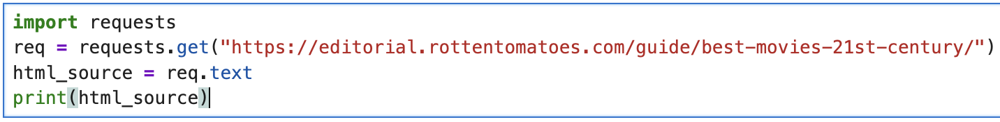 import requests
req = requests.get("https://editorial.rottentomatoes.com/guide/best-movies-21st-century/")
html_source = req.text
print(html_source)